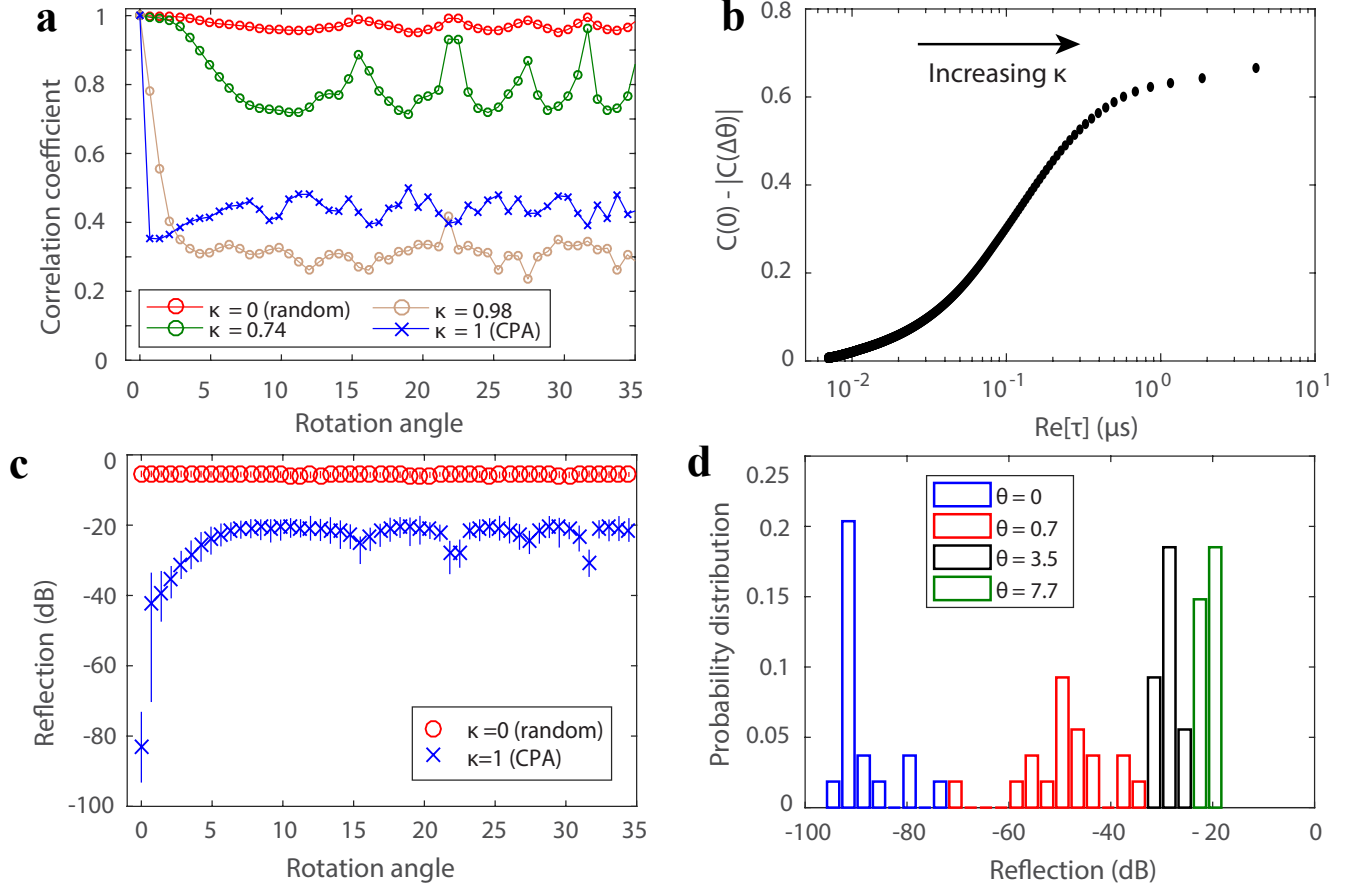 a
Correlation coefficient
1
0.8
0.6
0.4
0.2
0
κ = 0 (random)
κ = 0.74
κ = 0.98
κ = 1 (CPA)
0 5 10 15 20 25 30 35
Rotation angle
b
C(0) - |C(Δθ)|
0.8
0.6
0.4
0.2
0
Increasing κ
10⁻² 10⁻¹ 10⁰ 10¹
Re[τ] (μs)
c
Reflection (dB)
0
-20
-40
-60
-80
-100
κ =0 (random)
κ=1 (CPA)
0 5 10 15 20 25 30 35
Rotation angle
d
Probability distribution
0.25
0.2
0.15
0.1
0.05
0
θ = 0
θ = 0.7
θ = 3.5
θ = 7.7
-100 -80 -60 -40 - 20 0
Reflection (dB)